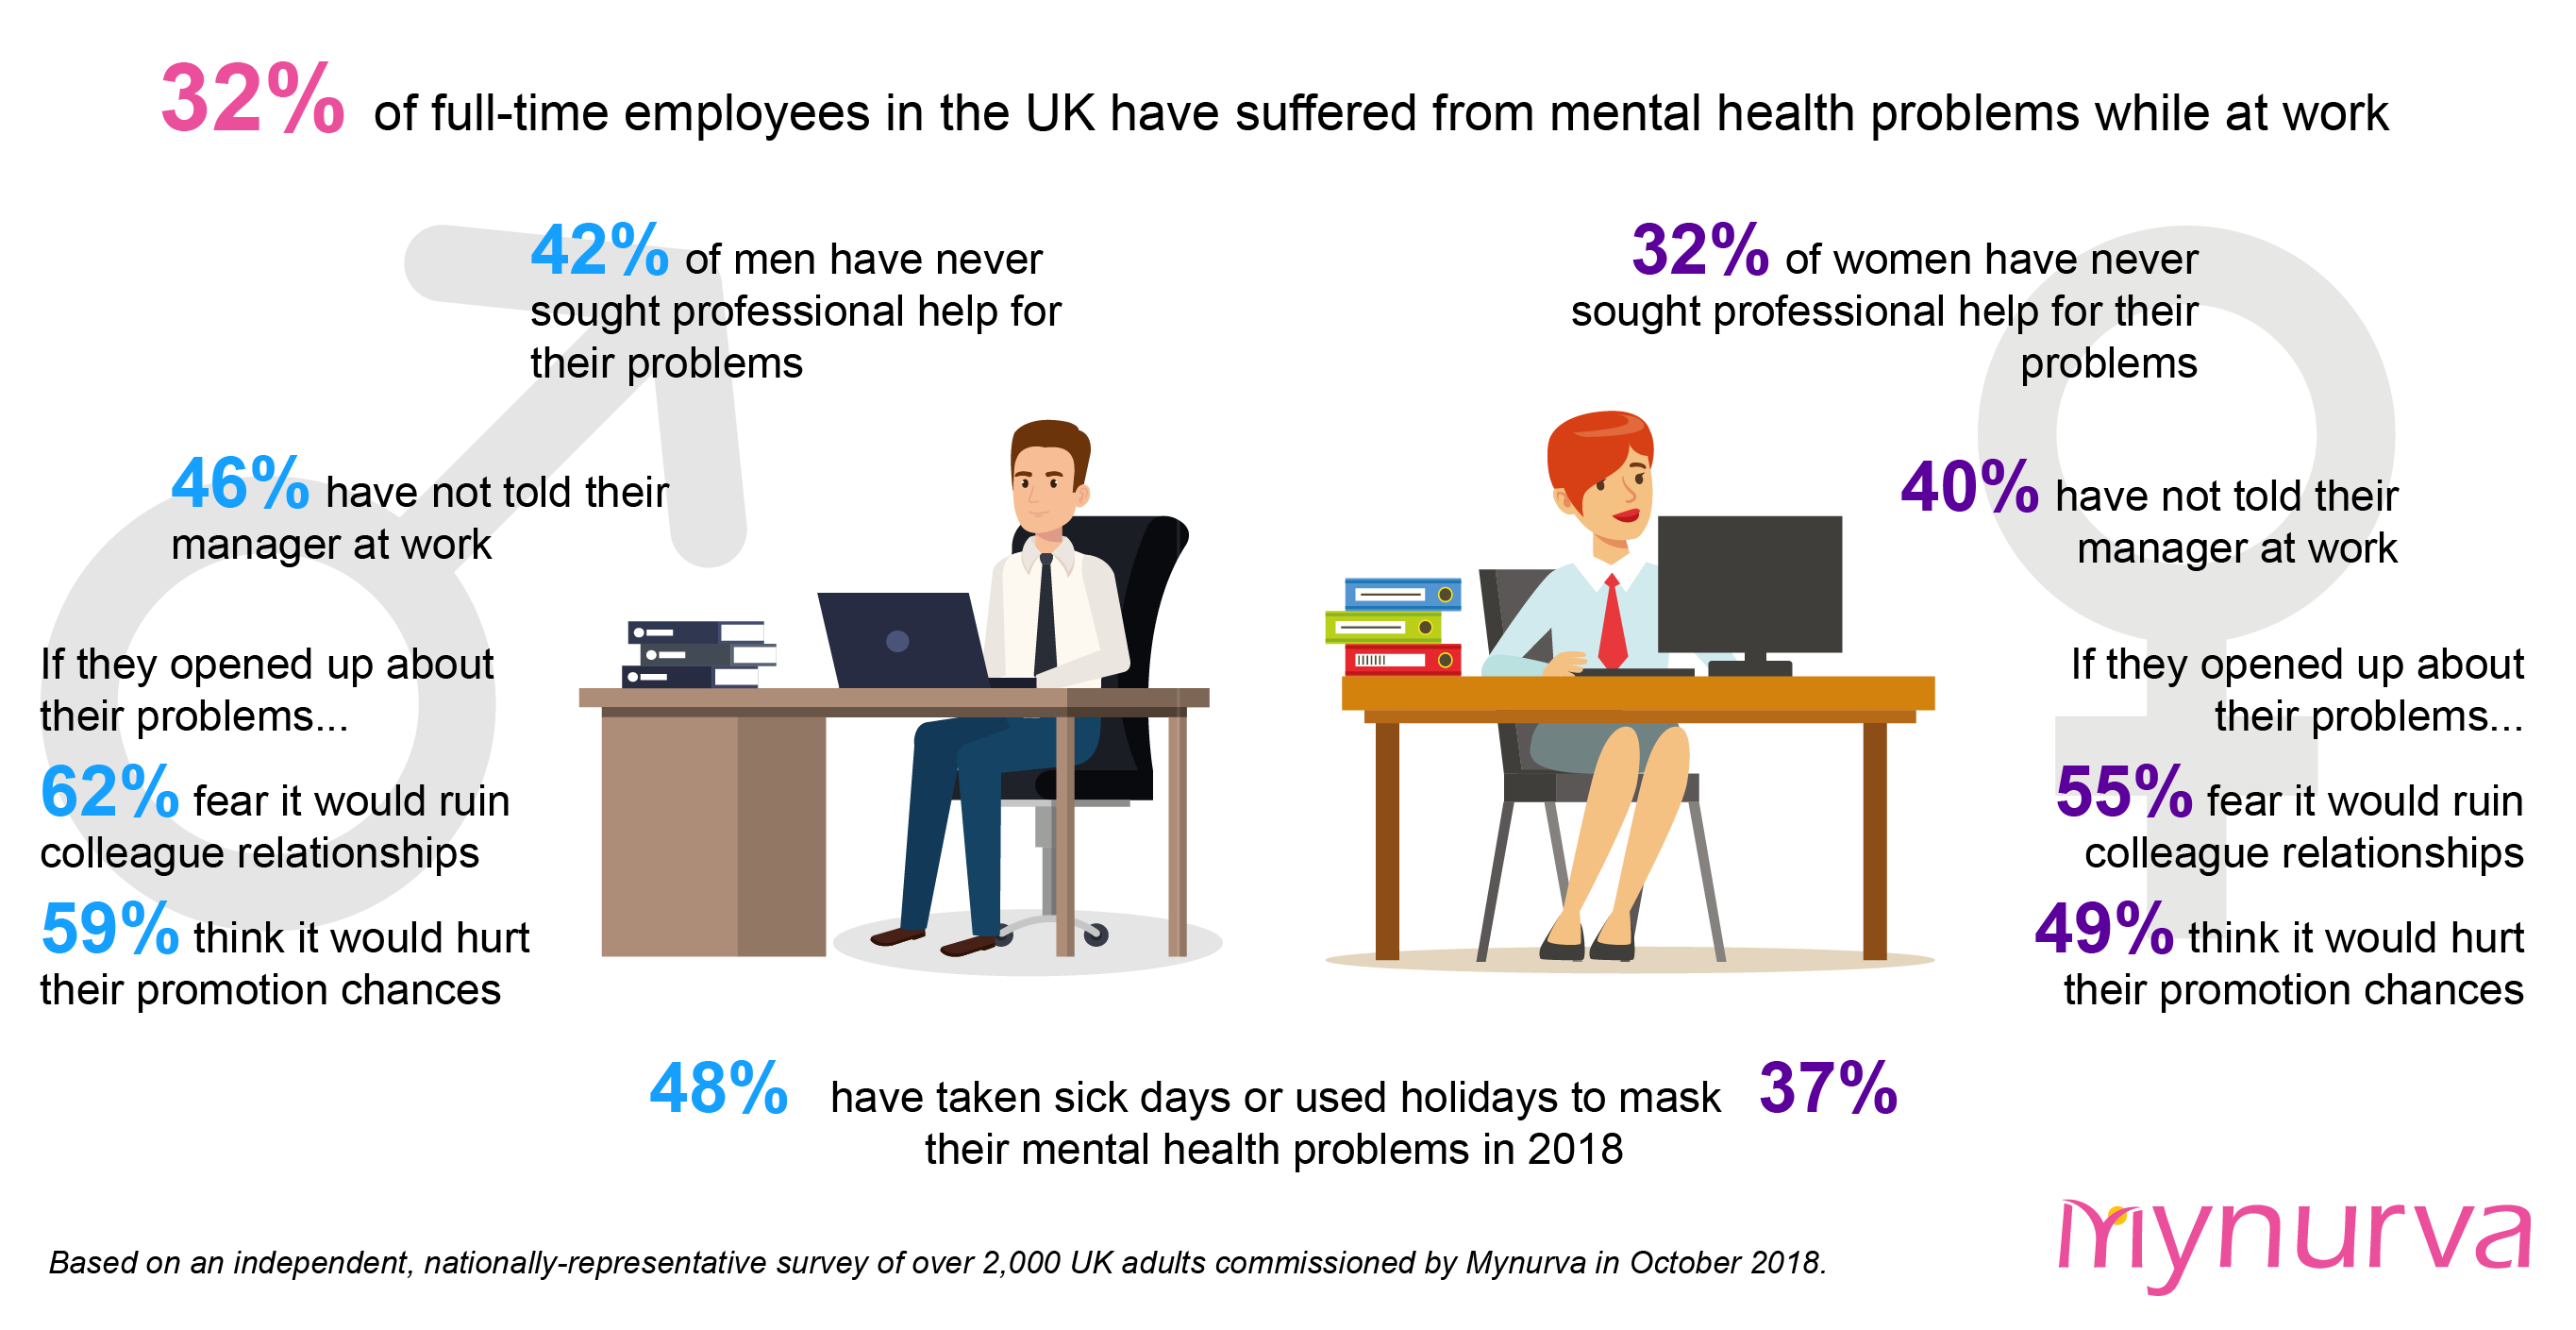 32% of full-time employees in the UK have suffered from mental health problems while at work
42% of men have never
sought professional help for
their problems
46% have not told their
manager at work
If they opened up about
their problems...
62% fear it would ruin
colleague relationships
59% think it would hurt
their promotion chances
32% of women have never
sought professional help for their
problems
40% have not told their
manager at work
If they opened up about
their problems...
55% fear it would ruin
colleague relationships
49% think it would hurt
their promotion chances
48% have taken sick days or used holidays to mask 37%
their mental health problems in 2018
Based on an independent, nationally-representative survey of over 2,000 UK adults commissioned by Mynurva in October 2018.
mynurva